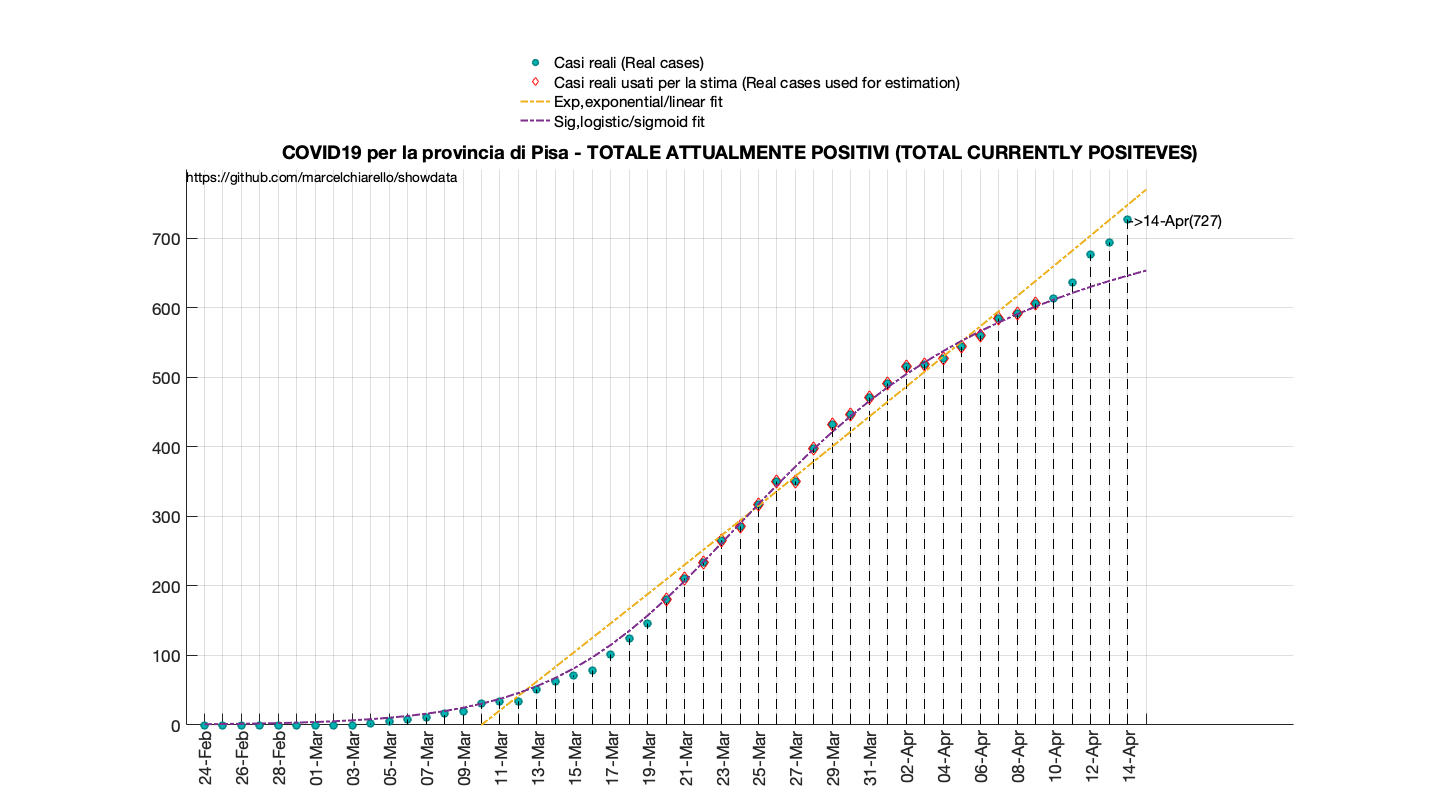 Casi reali (Real cases)
Casi reali usati per la stima (Real cases used for estimation)
Exp,exponential/linear fit
Sig,logistic/sigmoid fit
COVID19 per la provincia di Pisa - TOTALE ATTUALMENTE POSITIVI (TOTAL CURRENTLY POSITEVES)
https://github.com/marcelchiarello/showdata
->14-Apr(727)
700
600
500
400
300
200
100
0
24-Feb
26-Feb
28-Feb
01-Mar
03-Mar
05-Mar
07-Mar
09-Mar
11-Mar
13-Mar
15-Mar
17-Mar
19-Mar
21-Mar
23-Mar
25-Mar
27-Mar
29-Mar
31-Mar
02-Apr
04-Apr
06-Apr
08-Apr
10-Apr
12-Apr
14-Apr